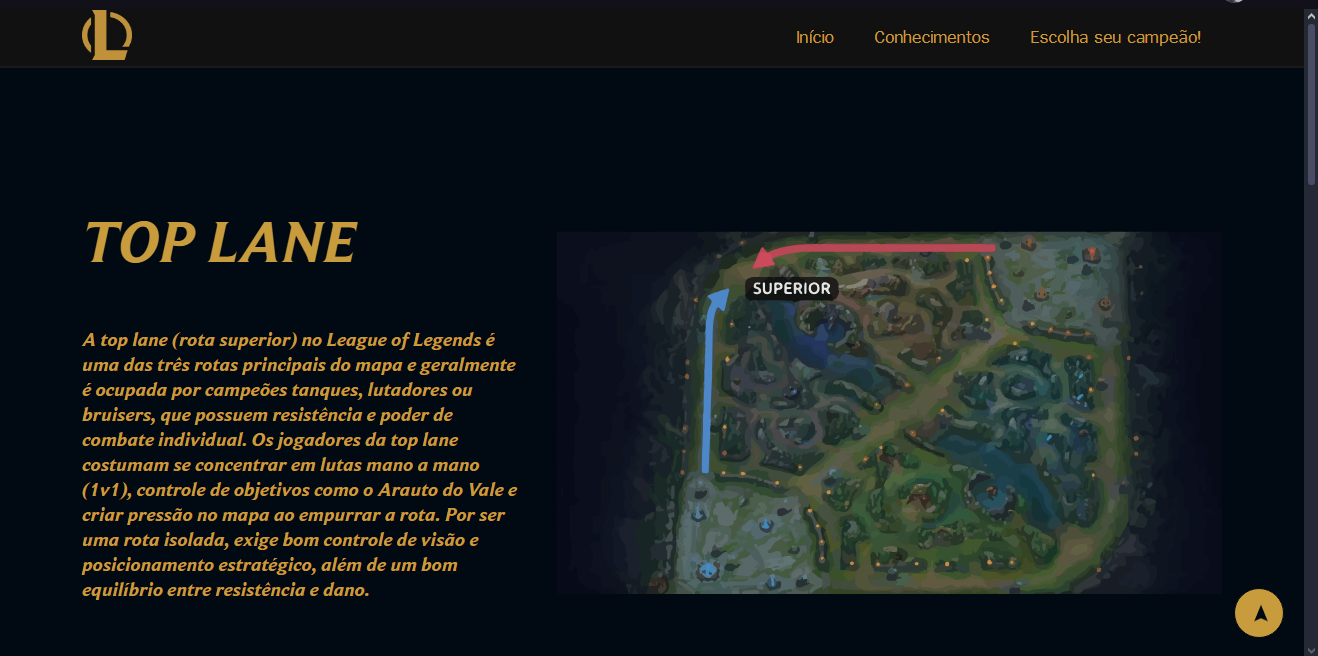 Início
Conhecimentos
Escolha seu campeão!
TOP LANE
A top lane (rota superior) no League of Legends é
uma das três rotas principais do mapa e geralmente
é ocupada por campeões tanques, lutadores ou
bruisers, que possuem resistência e poder de
combate individual. Os jogadores da top lane
costumam se concentrar em lutas mano a mano
(1v1), controle de objetivos como o Arauto do Vale e
criar pressão no mapa ao empurrar a rota. Por ser
uma rota isolada, exige bom controle de visão e
posicionamento estratégico, além de um bom
equilíbrio entre resistência e dano.
SUPERIOR